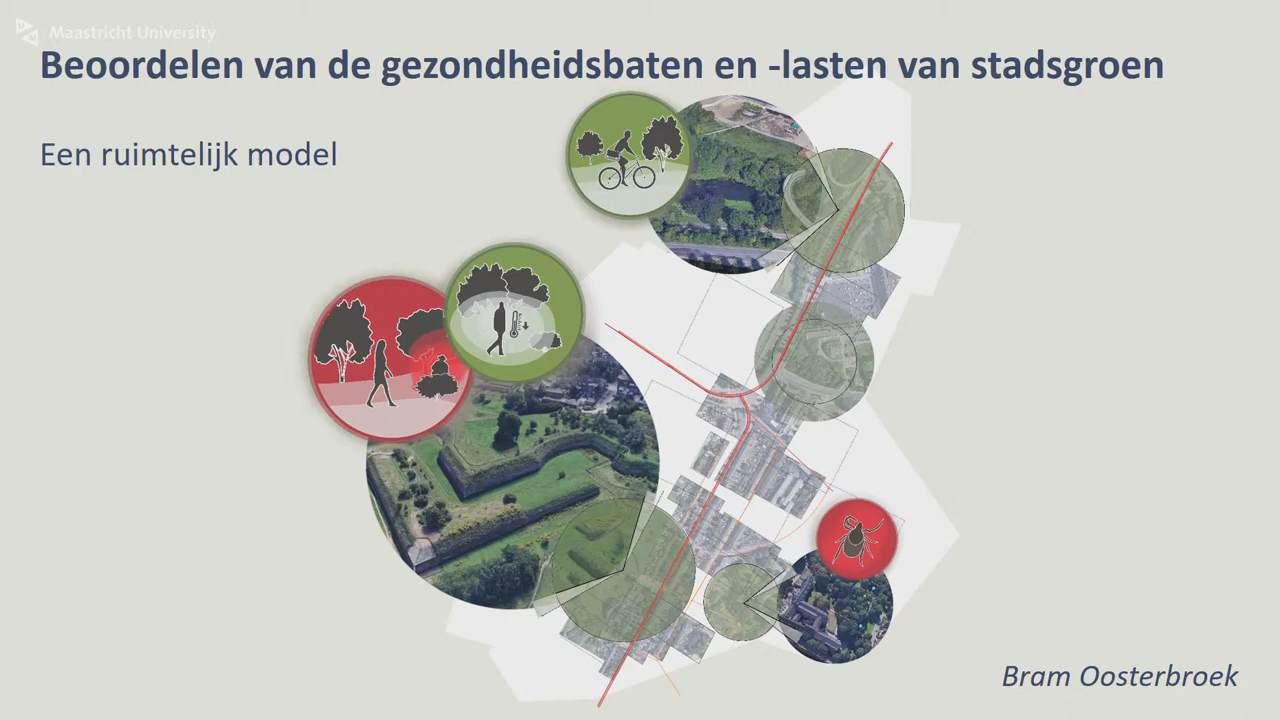 Maastricht University
Beoordelen van de gezondheidsbaten en -lasten van stadsgroen
Een ruimtelijk model
Bram Oosterbroek